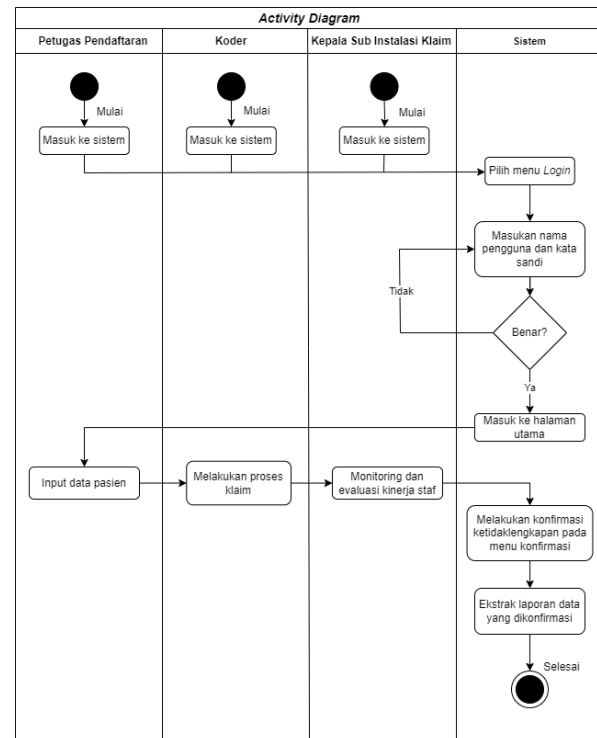 Activity Diagram
Petugas Pendaftaran
Koder
Kepala Sub Instalasi Klaim
Sistem
Mulai
Mulai
Mulai
Masuk ke sistem
Masuk ke sistem
Masuk ke sistem
Pilih menu Login
Masukan nama
pengguna dan kata
sandi
Tidak
Benar?
Ya
Masuk ke halaman
utama
Input data pasien
Melakukan proses
klaim
Monitoring dan
evaluasi kinerja staf
Melakukan konfirmasi
ketidaklengkapan pada
menu konfirmasi
Ekstrak laporan data
yang dikonfirmasi
Selesai